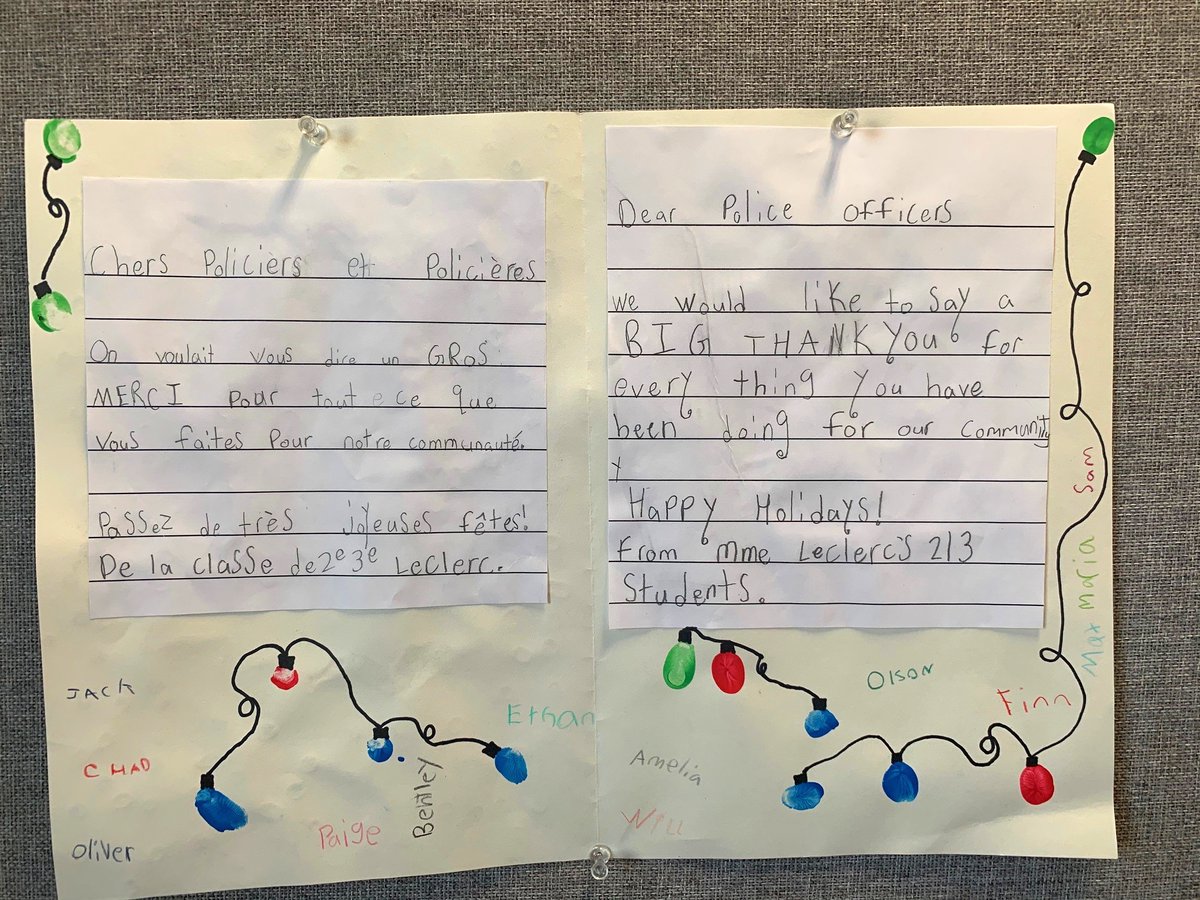 Chers Policièrs et Policières
On voulait vous dice un GROS
MERCI pour tout ce que
vous faites pour notre communauté.
Passez de très joyeuses fêtes!
De la classe de 2e 3e Leclerc.
JACK
CHAD
Oliver
Paige
Bentley
Ethan
Dear Police officers
we would like to say a
BIG THANK YOU for
every thing you have
been doing for our community
y
Happy Holidays!
From Mme Leclerc's 2/3
Students.
Sam
Maria
Max
Olson
Finn
Amelia
Will